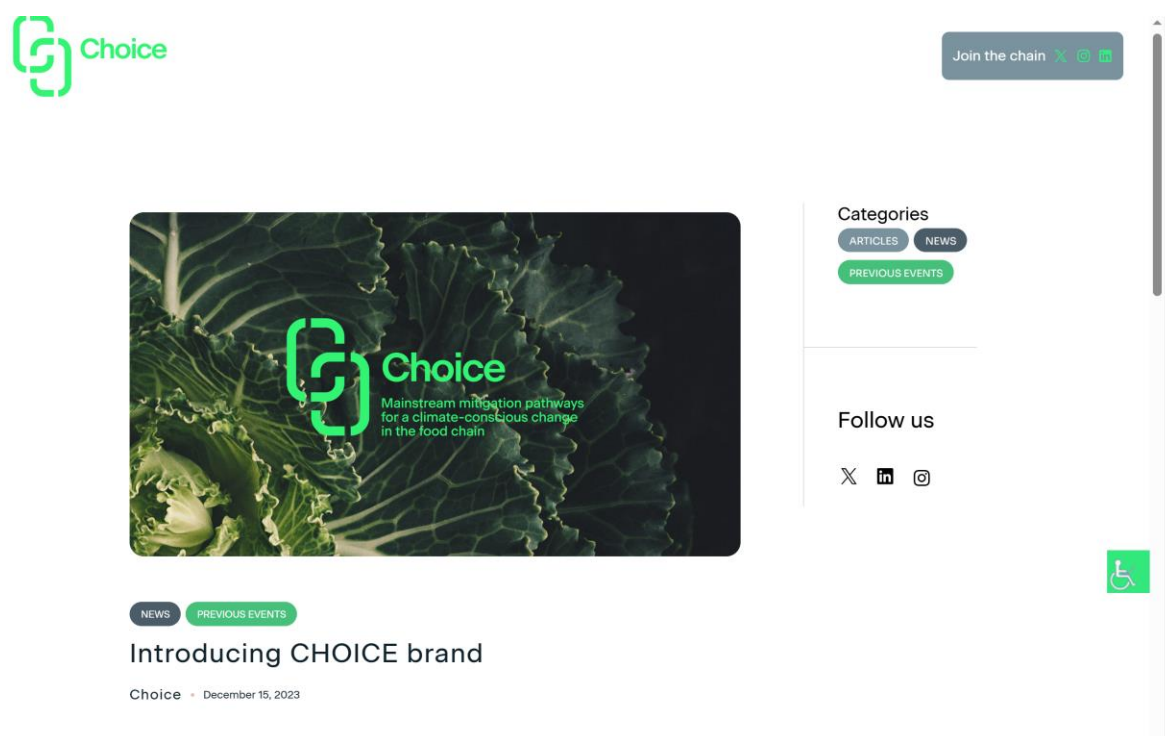 Choice
Join the chain
Choice
Mainstream mitigation pathways
for a climate-conscious change
in the food chain
Categories
ARTICLES
NEWS
PREVIOUS EVENTS
Follow us
NEWS
PREVIOUS EVENTS
Introducing CHOICE brand
Choice • December 15, 2023